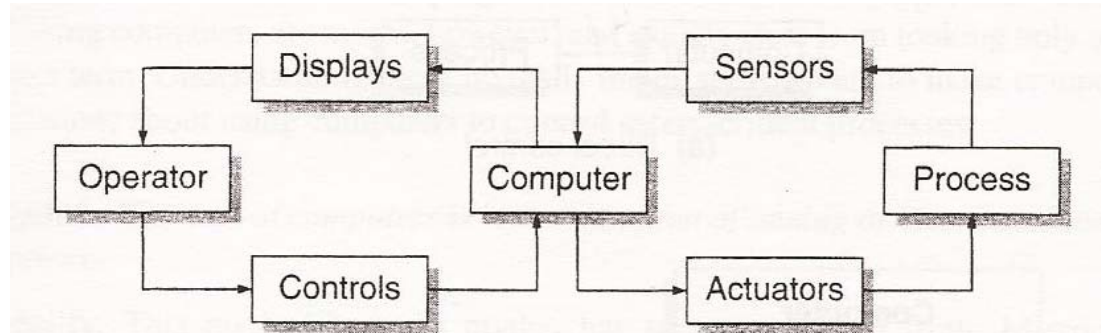 Displays
Sensors
Operator
Computer
Process
Controls
Actuators